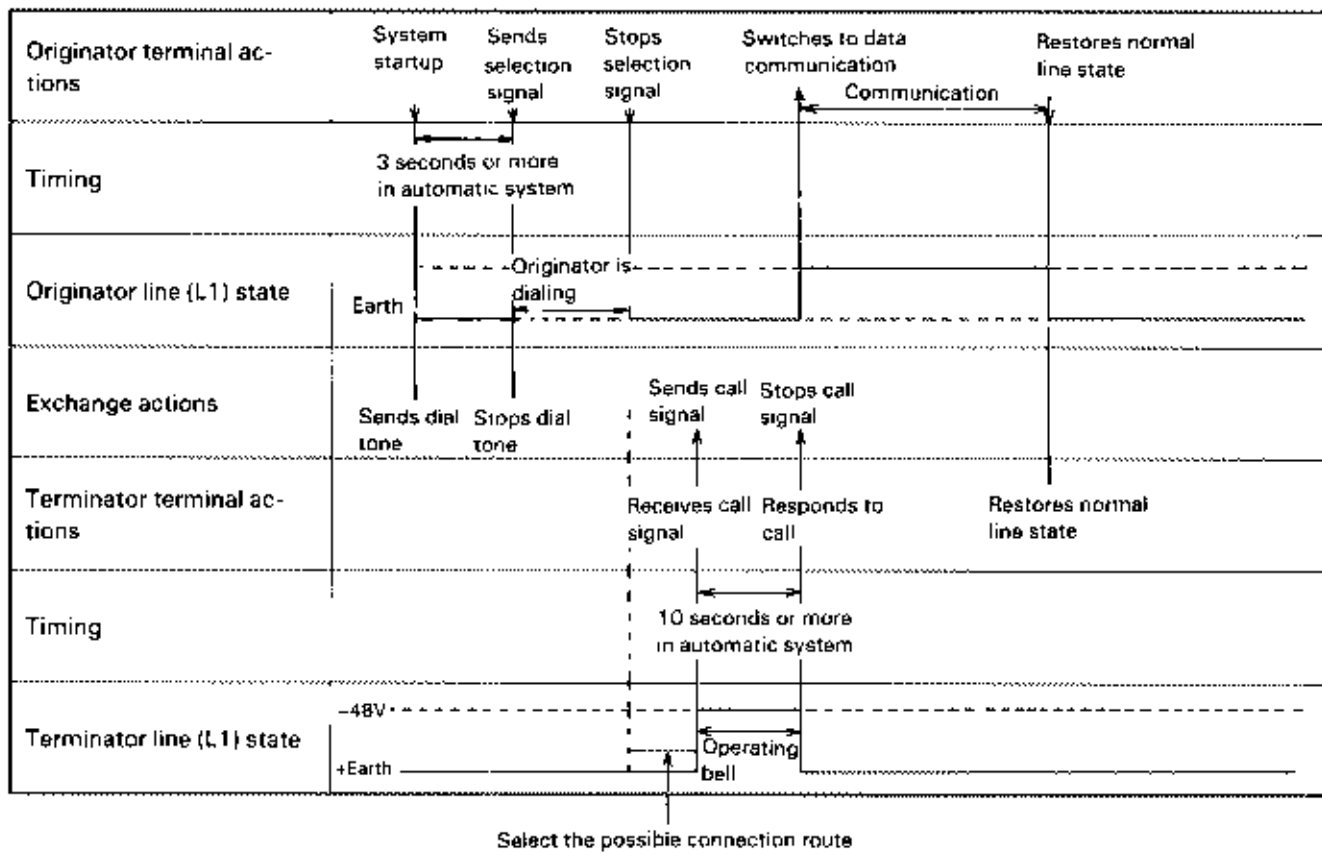 Originator terminal ac-
tions
System
startup
Sends
selection
signal
Stops
selection
signal
Switches to data
communication
Communication
Restores normal
line state
Timing
3 seconds or more
in automatic system
Originator line (L1) state
Earth
Originator is
dialing
Exchange actions
Sends dial
tone
Stops dial
tone
Sends call
signal
Stops call
signal
Terminator terminal ac-
tions
Receives call
signal
Responds to
call
Restores normal
line state
Timing
10 seconds or more
in automatic system
Terminator line (L1) state
-48V
+Earth
Operating
bell
Select the possible connection route